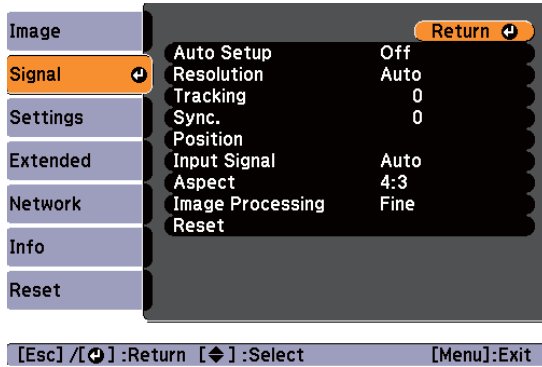 Image
Signal
Settings
Extended
Network
Info
Reset
Return
Auto Setup Off
Resolution Auto
Tracking 0
Sync. 0
Position
Input Signal Auto
Aspect 4:3
Image Processing Fine
Reset
[Esc] /[⏎] :Return [◆] :Select [Menu]:Exit